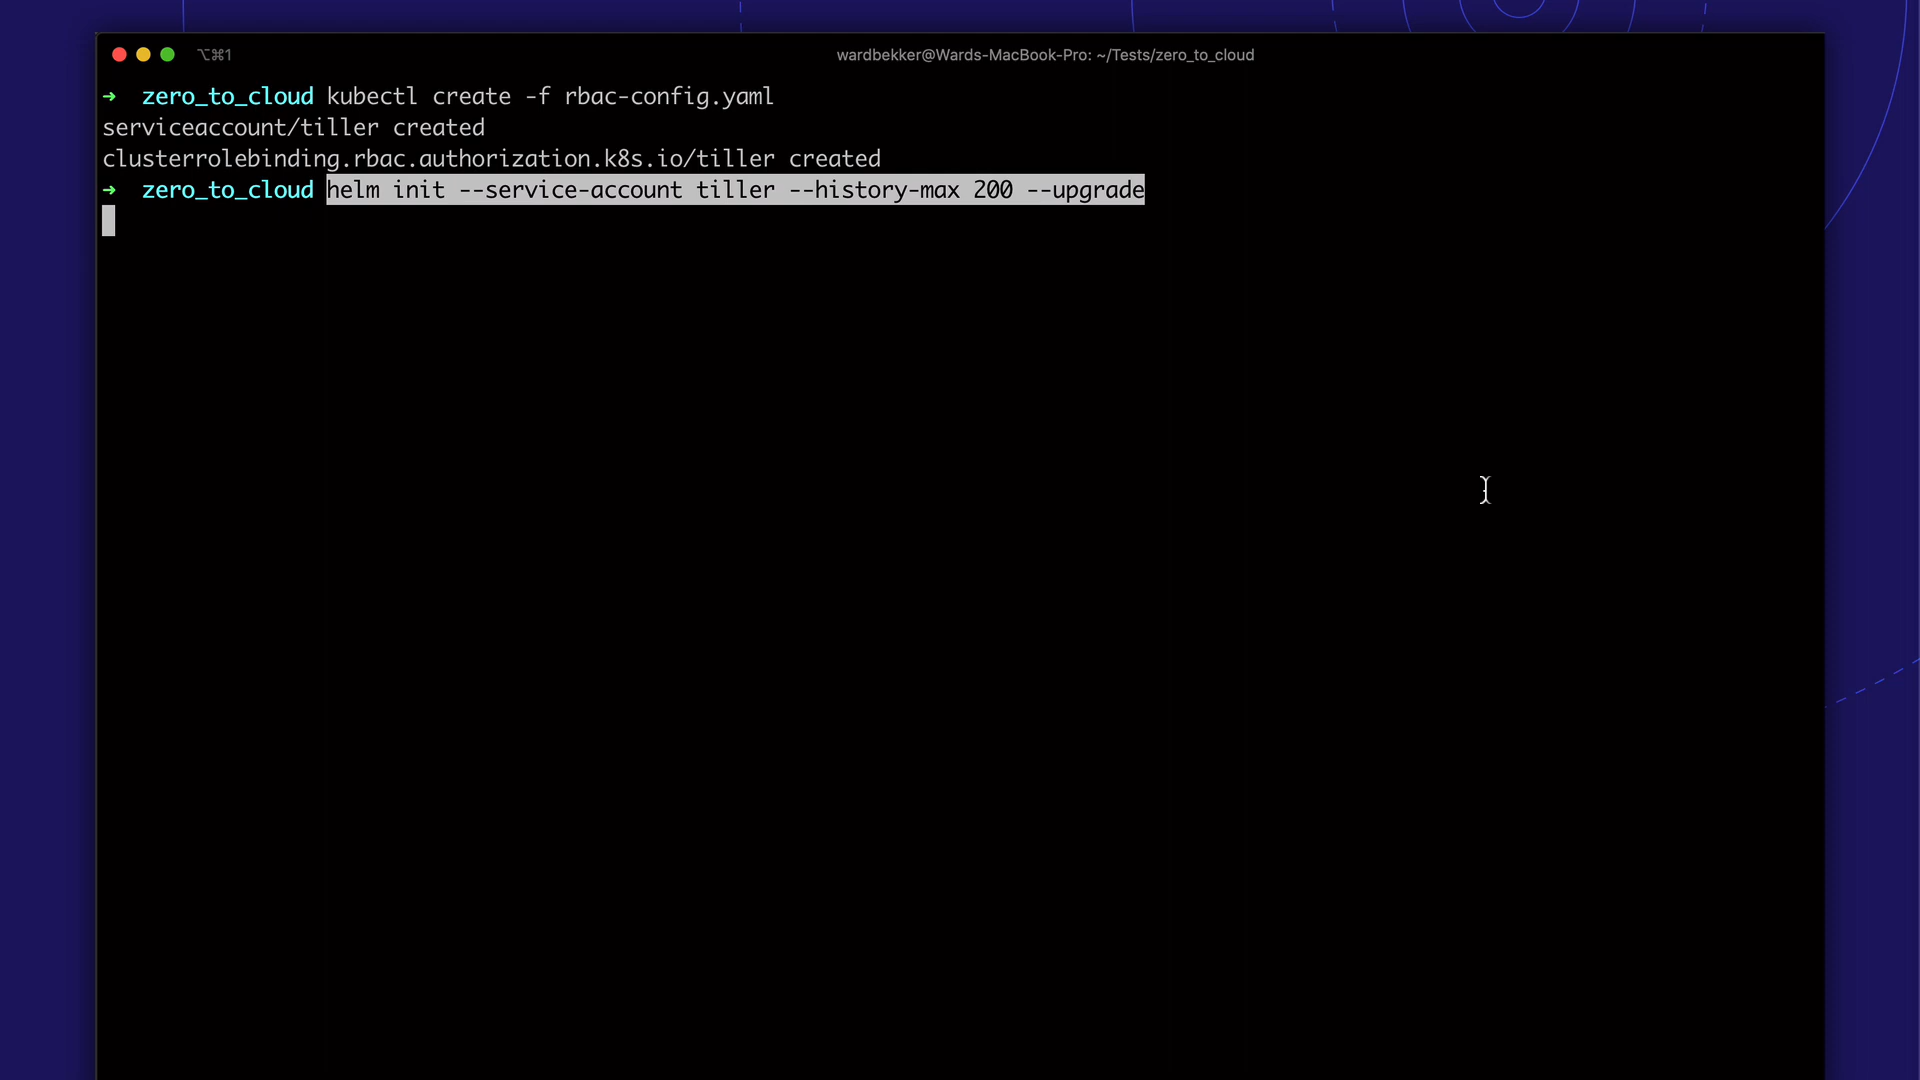 ⌥⌘1
wardbekker@Wards-MacBook-Pro: ~/Tests/zero_to_cloud
➜ zero_to_cloud kubectl create -f rbac-config.yaml
serviceaccount/tiller created
clusterrolebinding.rbac.authorization.k8s.io/tiller created
➜ zero_to_cloud helm init --service-account tiller --history-max 200 --upgrade